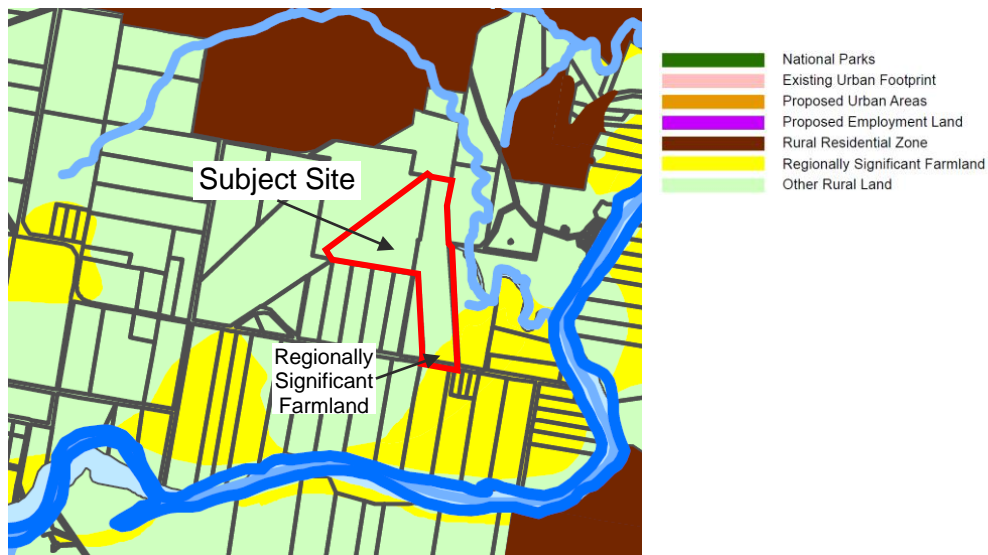 Subject Site
Regionally
Significant
Farmland
National Parks
Existing Urban Footprint
Proposed Urban Areas
Proposed Employment Land
Rural Residential Zone
Regionally Significant Farmland
Other Rural Land